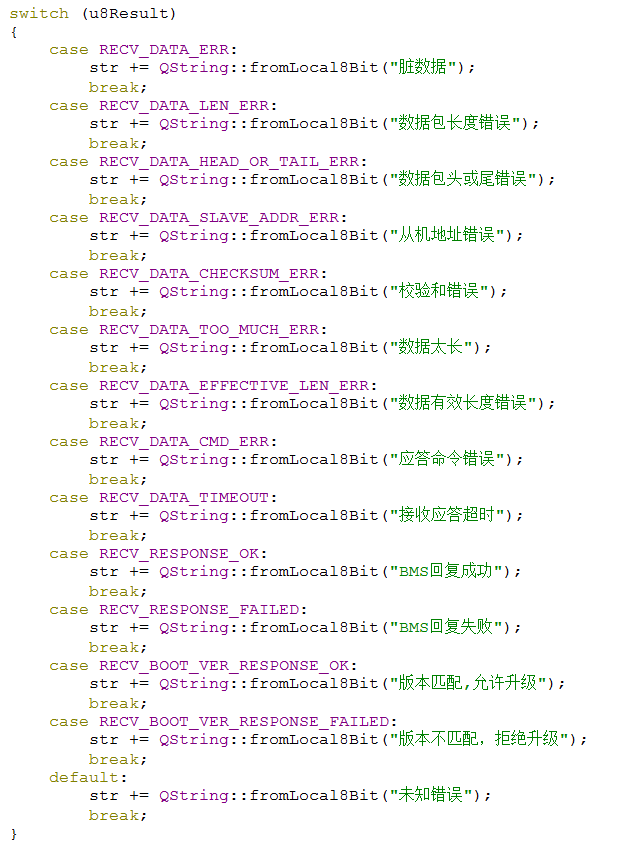 switch (u8Result)
{
    case RECV_DATA_ERR:
        str += QString::fromLocal8Bit("脏数据");
        break;
    case RECV_DATA_LEN_ERR:
        str += QString::fromLocal8Bit("数据包长度错误");
        break;
    case RECV_DATA_HEAD_OR_TAIL_ERR:
        str += QString::fromLocal8Bit("数据包头或尾错误");
        break;
    case RECV_DATA_SLAVE_ADDR_ERR:
        str += QString::fromLocal8Bit("从机地址错误");
        break;
    case RECV_DATA_CHECKSUM_ERR:
        str += QString::fromLocal8Bit("校验和错误");
        break;
    case RECV_DATA_TOO_MUCH_ERR:
        str += QString::fromLocal8Bit("数据太长");
        break;
    case RECV_DATA_EFFECTIVE_LEN_ERR:
        str += QString::fromLocal8Bit("数据有效长度错误");
        break;
    case RECV_DATA_CMD_ERR:
        str += QString::fromLocal8Bit("应答命令错误");
        break;
    case RECV_DATA_TIMEOUT:
        str += QString::fromLocal8Bit("接收应答超时");
        break;
    case RECV_RESPONSE_OK:
        str += QString::fromLocal8Bit("BMS回复成功");
        break;
    case RECV_RESPONSE_FAILED:
        str += QString::fromLocal8Bit("BMS回复失败");
        break;
    case RECV_BOOT_VER_RESPONSE_OK:
        str += QString::fromLocal8Bit("版本匹配,允许升级");
        break;
    case RECV_BOOT_VER_RESPONSE_FAILED:
        str += QString::fromLocal8Bit("版本不匹配，拒绝升级");
        break;
    default:
        str += QString::fromLocal8Bit("未知错误");
        break;
}